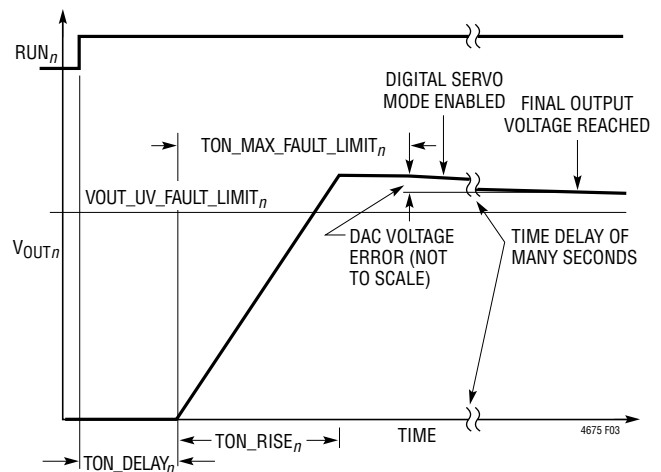 RUNn
DIGITAL SERVO
MODE ENABLED
FINAL OUTPUT
VOLTAGE REACHED
TON_MAX_FAULT_LIMITn
VOUT_UV_FAULT_LIMITn
VOUTn
DAC VOLTAGE
ERROR (NOT
TO SCALE)
TIME DELAY OF
MANY SECONDS
TON_RISEn
TIME
4675 F03
TON_DELAYn